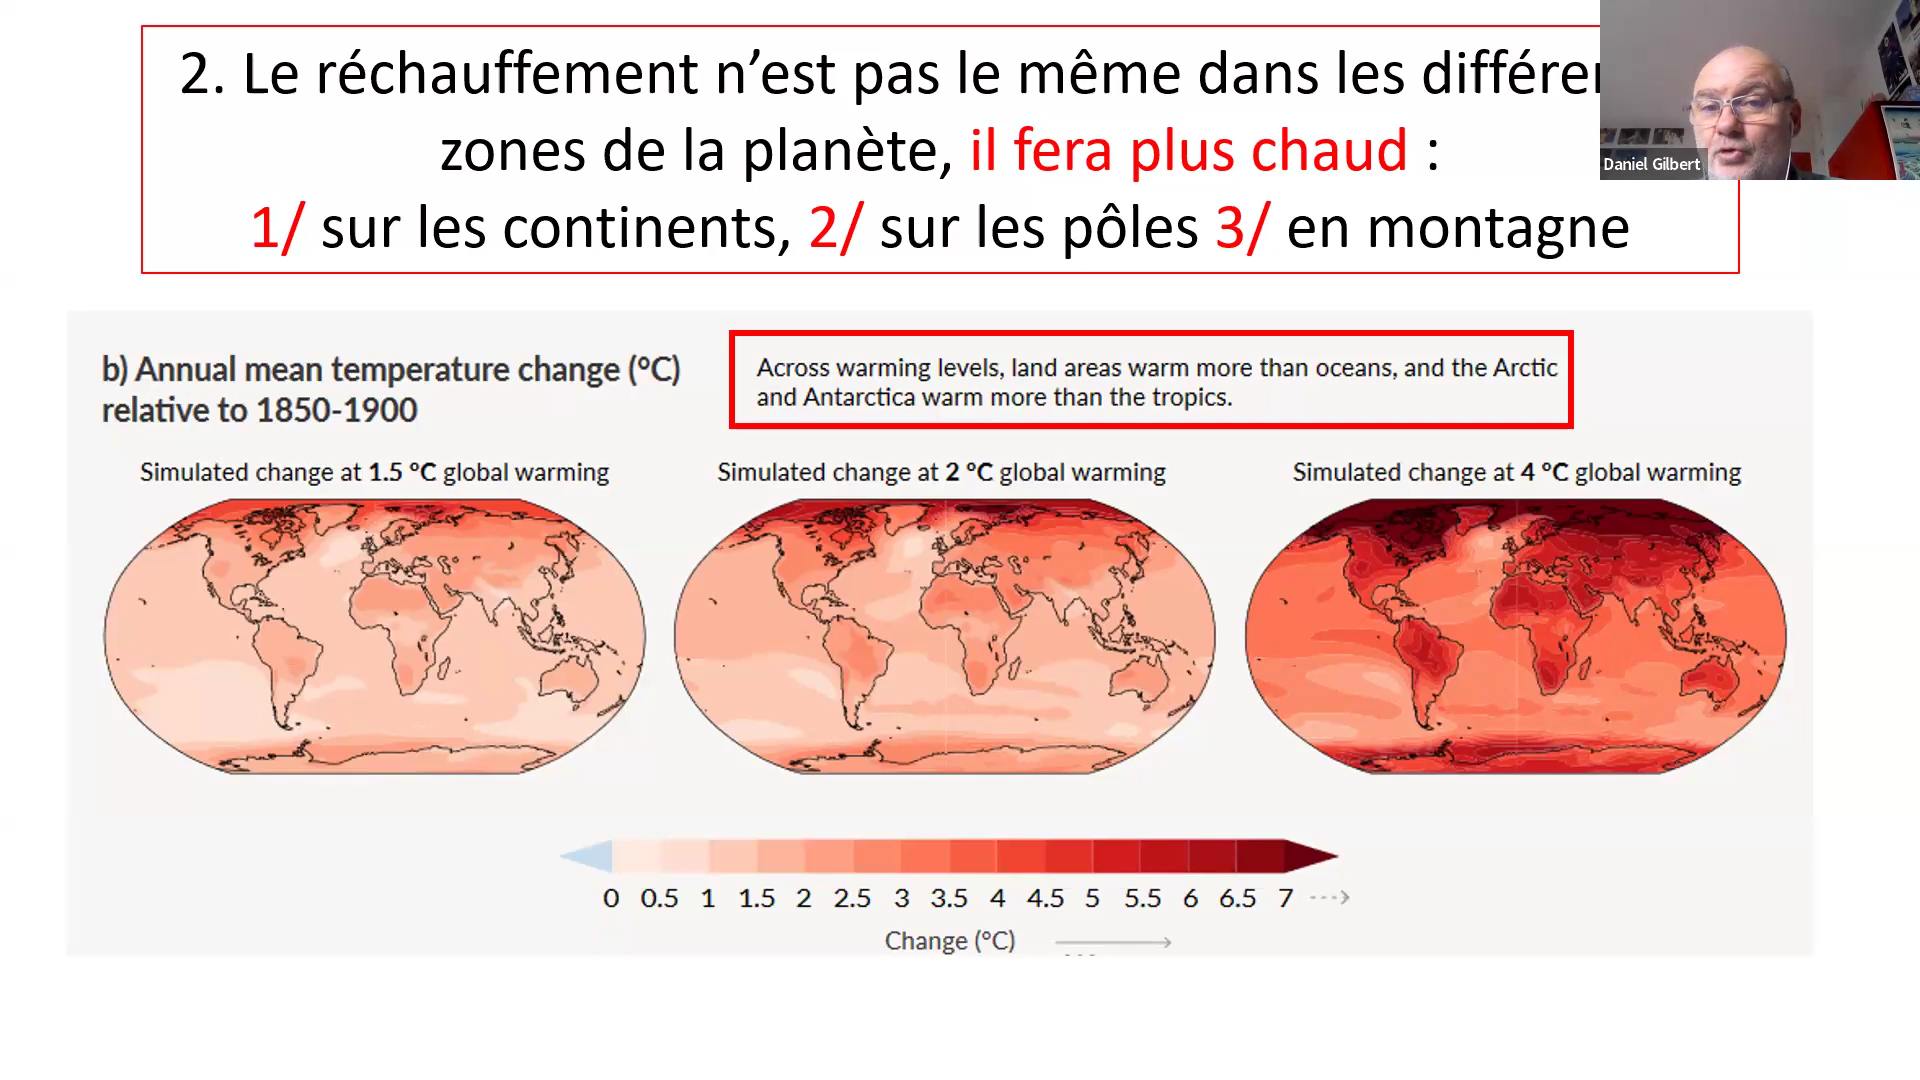 2. Le réchauffement n’est pas le même dans les
zones de la planète, il fera plus chaud :
1/ sur les continents, 2/ sur les pôles 3/ en montagne
Daniel Gilbert
b) Annual mean temperature change (°C)
relative to 1850-1900
Across warming levels, land areas warm more than oceans, and the Arctic
and Antarctica warm more than the tropics.
Simulated change at 1.5 °C global warming
Simulated change at 2 °C global warming
Simulated change at 4 °C global warming
0 0.5 1 1.5 2 2.5 3 3.5 4 4.5 5 5.5 6 6.5 7
Change (°C)